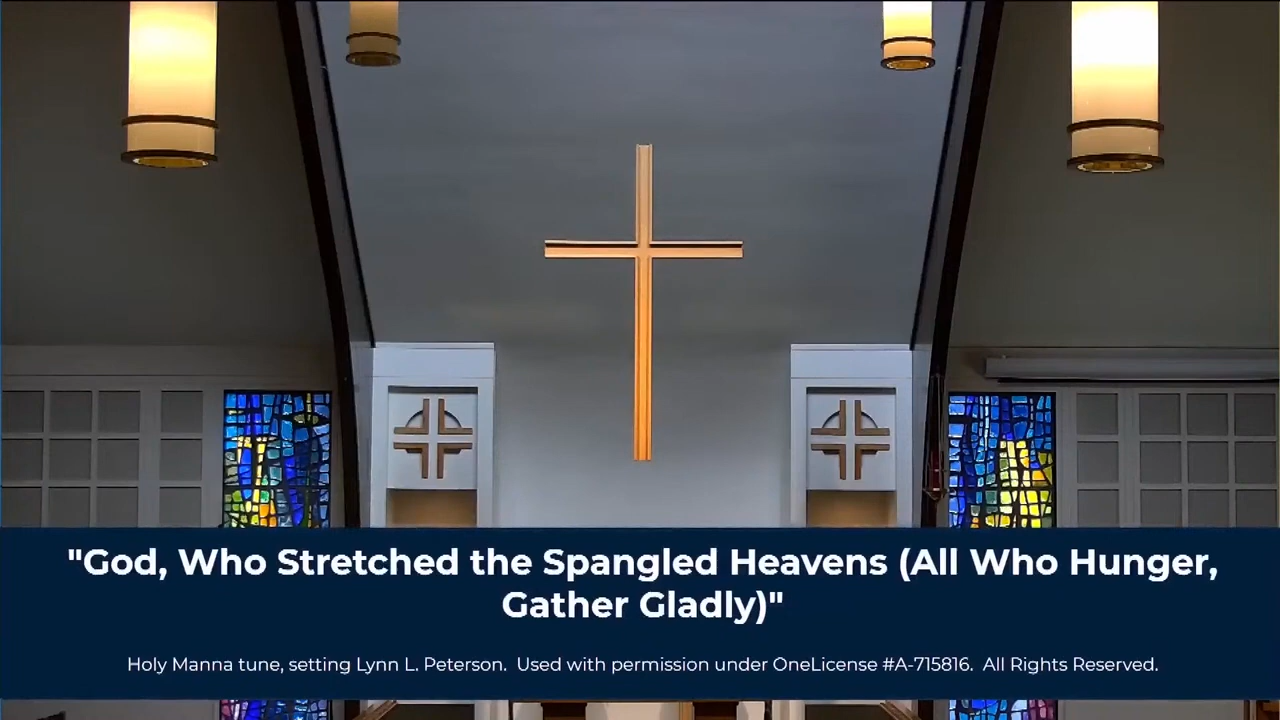 "God, Who Stretched the Spangled Heavens (All Who Hunger,
Gather Gladly)"
Holy Manna tune, setting Lynn L. Peterson.  Used with permission under OneLicense #A-715816.  All Rights Reserved.